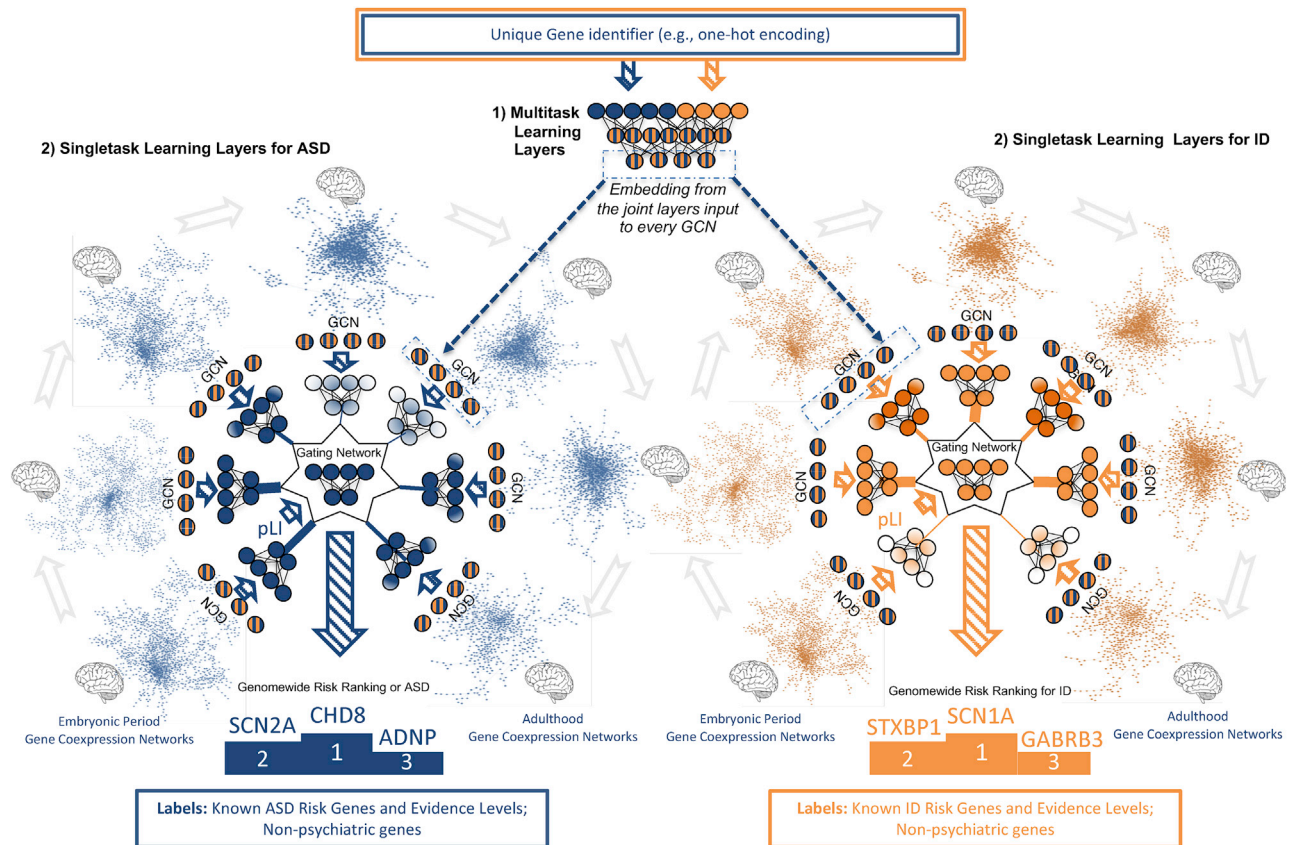 Unique Gene identifier (e.g., one-hot encoding)
1) Multitask
Learning
Layers
2) Singletask Learning Layers for ASD
2) Singletask Learning Layers for ID
Embedding from
the joint layers input
to every GCN
GCN
GCN
GCN
GCN
GCN
GCN
GCN
Gating Network
pLI
GCN
GCN
GCN
GCN
GCN
GCN
GCN
Gating Network
pLI
Genomewide Risk Ranking or ASD
Genomewide Risk Ranking for ID
Embryonic Period
Gene Coexpression Networks
SCN2A
CHD8
ADNP
2
1
3
Adulthood
Gene Coexpression Networks
Embryonic Period
Gene Coexpression Networks
STXBP1
SCN1A
GABRB3
2
1
3
Adulthood
Gene Coexpression Networks
Labels: Known ASD Risk Genes and Evidence Levels;
Non-psychiatric genes
Labels: Known ID Risk Genes and Evidence Levels;
Non-psychiatric genes